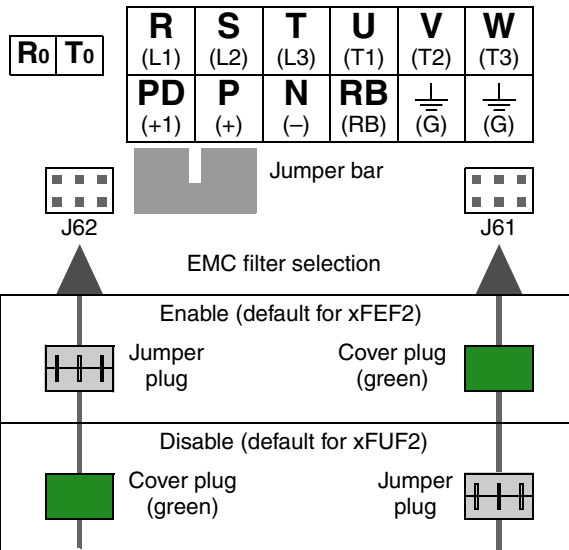 R0 T0
R S T U V W
(L1) (L2) (L3) (T1) (T2) (T3)
PD P N RB
(+1) (+) (–) (RB) (G) (G)
Jumper bar
J62 J61
EMC filter selection
Enable (default for xFEF2)
Jumper plug
Cover plug (green)
Disable (default for xFUF2)
Cover plug (green)
Jumper plug